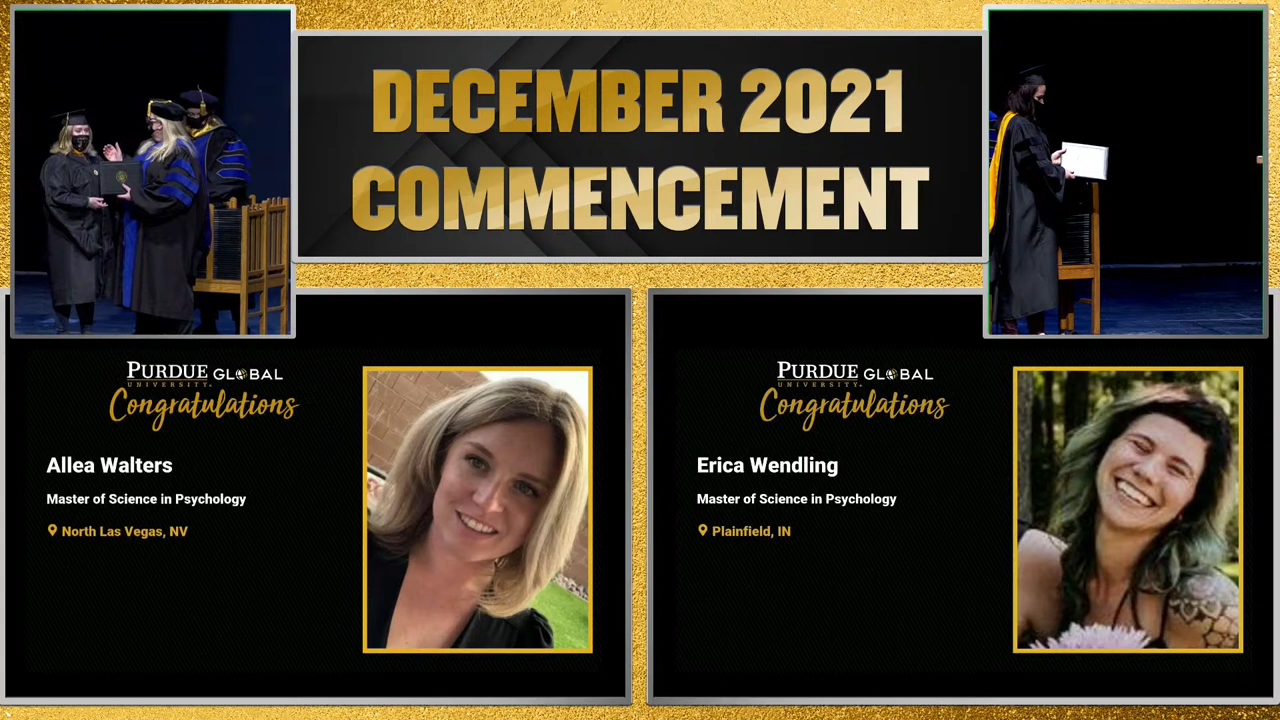 DECEMBER 2021
COMMENCEMENT
PURDUE GLOBAL
UNIVERSITY.
Congratulations
Allea Walters
Master of Science in Psychology
North Las Vegas, NV
PURDUE GLOBAL
UNIVERSITY.
Congratulations
Erica Wendling
Master of Science in Psychology
Plainfield, IN